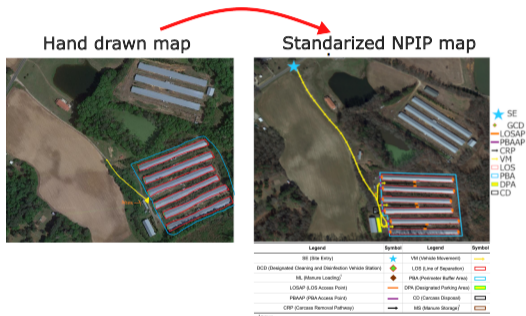 Hand drawn map
Standarized NPIP map
SE
GCD
LOSAP
PBAAP
CRP
VM
LOS
PBA
DPA
CD
Legend Symbol Legend Symbol
SE (Site Entry) VM (Vehicle Movement)
DCD (Designated Cleaning and Disinfection Vehicle Station) LOS (Line of Separation)
ML (Manure Loading)* PBA (Perimeter Buffer Area)
LOSAP (LOS Access Point) DPA (Designated Parking Area)
PBAAP (PBA Access Point) CD (Carcass Disposal)
CRP (Carcass Removal Pathway) MS (Manure Storage)*